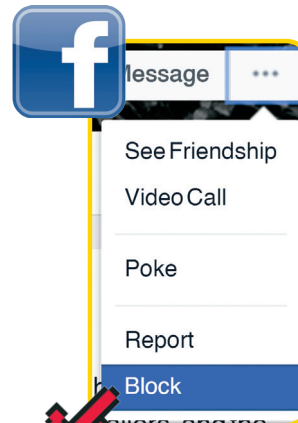 f
Message
See Friendship
Video Call
Poke
Report
Block